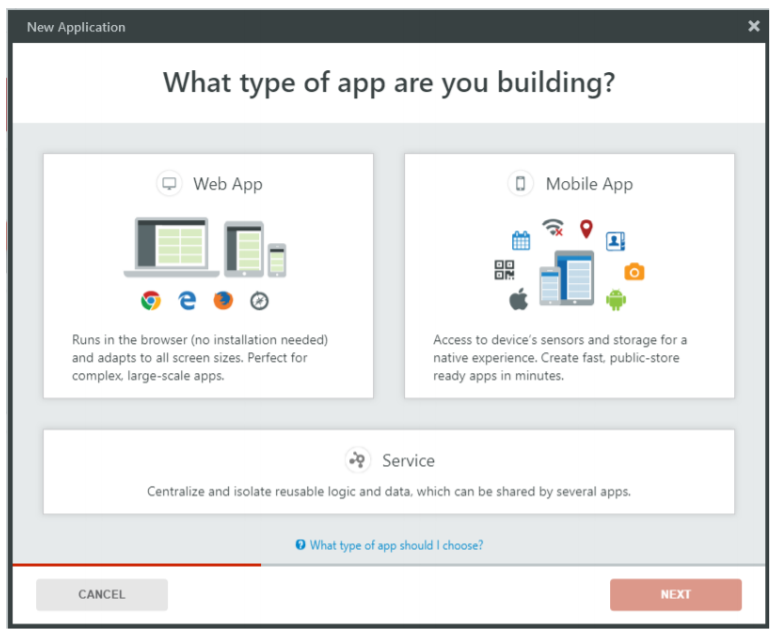 New Application
What type of app are you building?
Web App
Runs in the browser (no installation needed)
and adapts to all screen sizes. Perfect for
complex, large-scale apps.
Mobile App
Access to device's sensors and storage for a
native experience. Create fast, public-store
ready apps in minutes.
Service
Centralize and isolate reusable logic and data, which can be shared by several apps.
What type of app should I choose?
CANCEL
NEXT